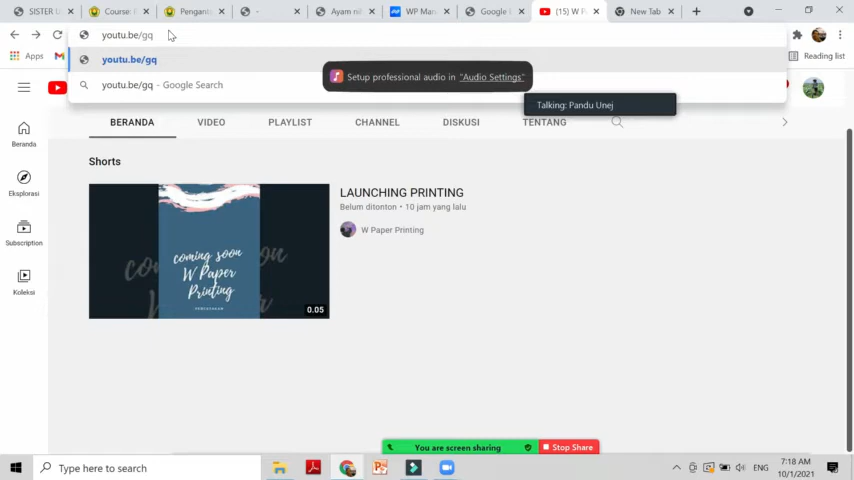 SISTER U
Course: F
Pengant
-
Ayam nil
WP Man
Google F
(15) W P
New Tab
youtu.be/gq
youtu.be/gq
youtu.be/gq - Google Search
Apps
Reading list
Setup professional audio in "Audio Settings"
Talking: Pandu Unej
BERANDA VIDEO PLAYLIST CHANNEL DISKUSI TENTANG
Beranda
Eksplorasi
Subscription
Koleksi
Shorts
coming soon
W Paper
Printing
0.05
LAUNCHING PRINTING
Belum ditonton • 10 jam yang lalu
W Paper Printing
You are screen sharing
Stop Share
Type here to search
ENG
7:18 AM
10/1/2021